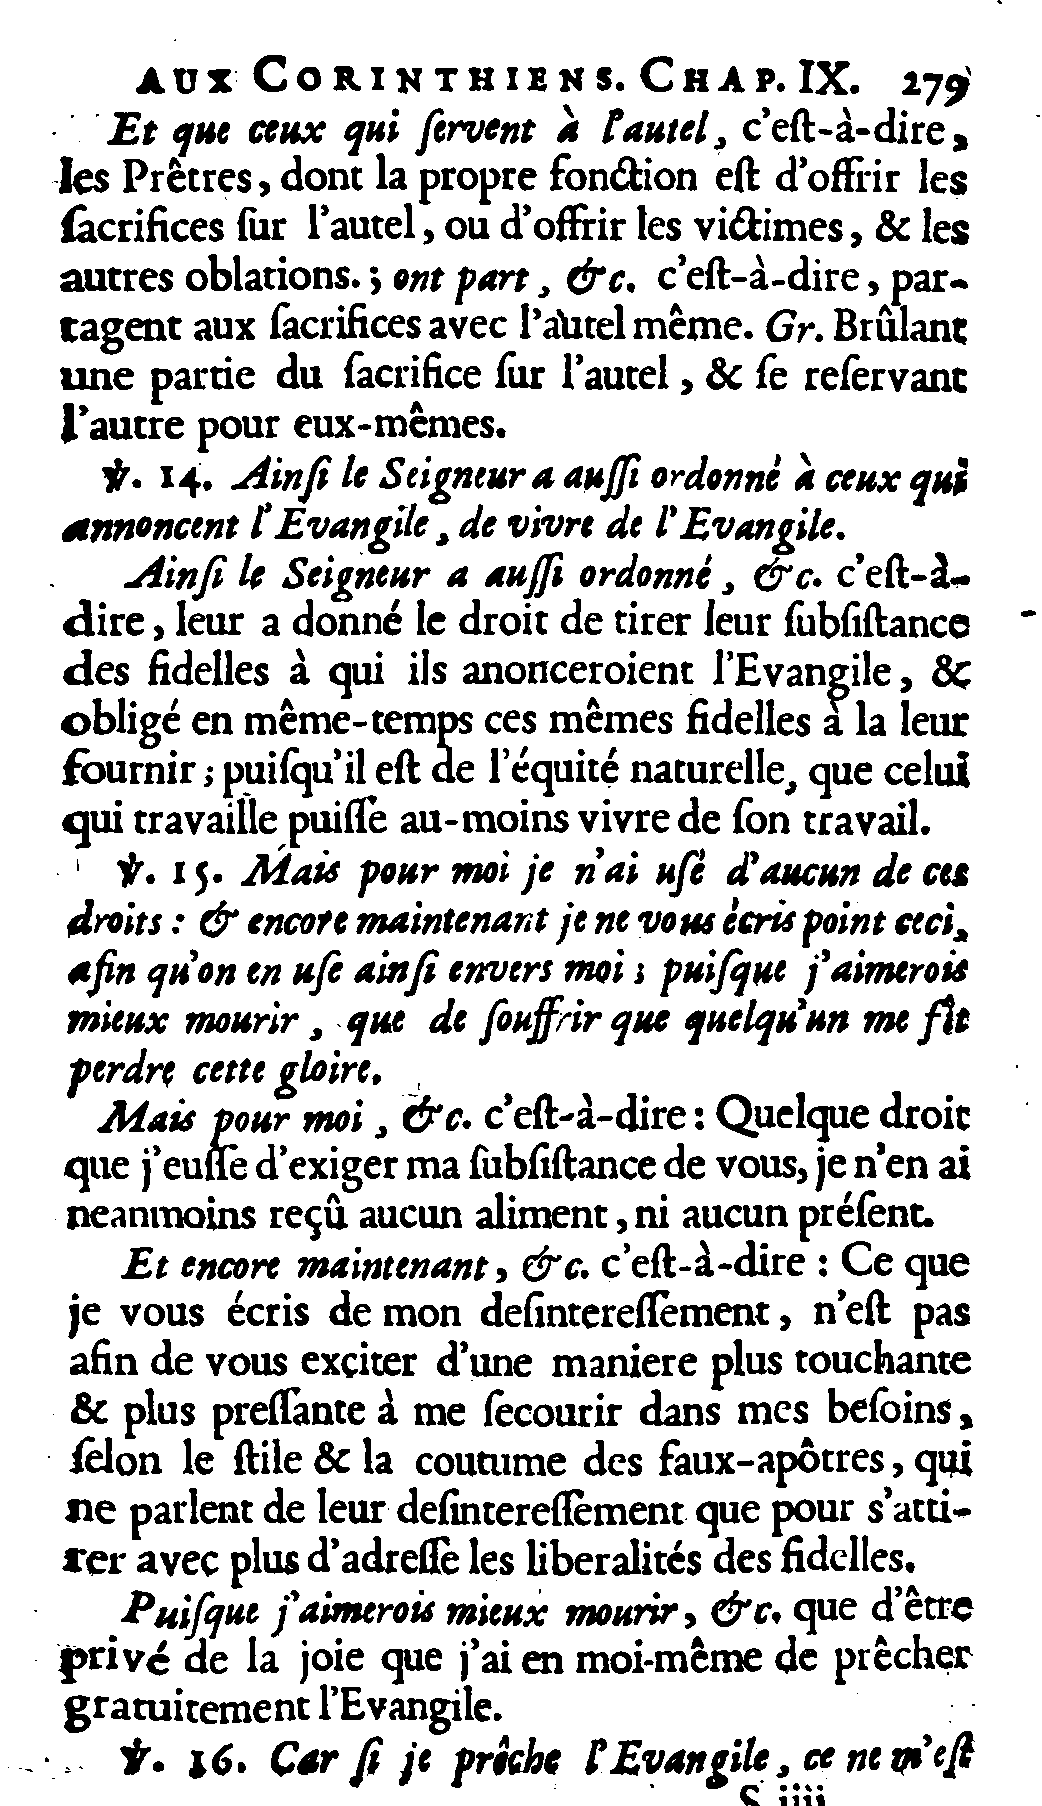 AUX CORINTHIENS. CHAP. IX. 279
Et que ceux qui ſervent à l'autel, c'eſt-à-dire,
les Prêtres, dont la propre fonction eſt d'offrir les
ſacrifices ſur l'autel, ou d'offrir les victimes, & les
autres oblations.; ont part, &c. c'eſt-à-dire, par-
tagent aux ſacrifices avec l'autel même. Gr. Brûlant
une partie du ſacrifice ſur l'autel, & ſe reſervant
l'autre pour eux-mêmes.
℣. 14. Ainſi le Seigneur a auſſi ordonné à ceux qui
annoncent l'Evangile, de vivre de l'Evangile.
Ainſi le Seigneur a auſſi ordonné, &c. c'eſt-à-
dire, leur a donné le droit de tirer leur ſubſiſtance
des fidelles à qui ils anonceroient l'Evangile, &
obligé en même-temps ces mêmes fidelles à la leur
fournir; puiſqu'il eſt de l'équité naturelle, que celui
qui travaille puiſſe au-moins vivre de ſon travail.
℣. 15. Mais pour moi je n'ai uſé d'aucun de ces
droits: & encore maintenant je ne vous écris point ceci,
afin qu'on en uſe ainſi envers moi; puiſque j'aimerois
mieux mourir, que de ſouffrir que quelqu'un me fît
perdre cette gloire.
Mais pour moi, &c. c'eſt-à-dire: Quelque droit
que j'euſſe d'exiger ma ſubſiſtance de vous, je n'en ai
neanmoins reçû aucun aliment, ni aucun préſent.
Et encore maintenant, &c. c'eſt-à-dire: Ce que
je vous écris de mon deſintereſſement, n'eſt pas
afin de vous exciter d'une maniere plus touchante
& plus preſſante à me ſecourir dans mes beſoins,
ſelon le ſtile & la coutume des faux-apôtres, qui
ne parlent de leur deſintereſſement que pour s'atti-
rer avec plus d'adreſſe les liberalités des fidelles.
Puiſque j'aimerois mieux mourir, &c. que d'être
privé de la joie que j'ai en moi-même de prêcher
gratuitement l'Evangile.
℣. 16. Car ſi je prêche l'Evangile, ce ne m'eſt
S iiij